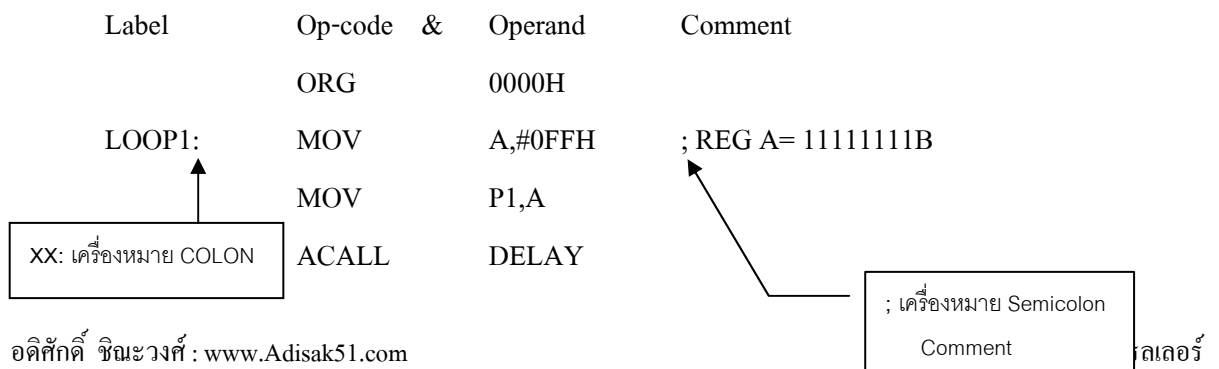 Label Op-code & Operand Comment
ORG 0000H
LOOP1: MOV A,#0FFH ; REG A= 11111111B
MOV P1,A
XX: เครื่องหมาย COLON
ACALL DELAY
; เครื่องหมาย Semicolon
Comment
อดิศักดิ์ ชิณะวงศ์ : www.Adisak51.com